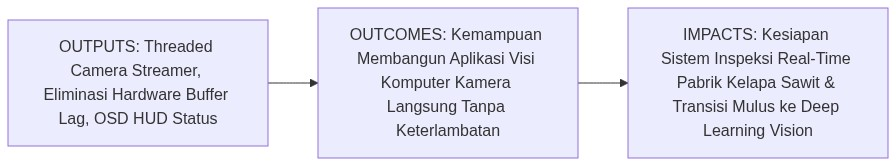 OUTPUTS: Threaded
Camera Streamer,
Eliminasi Hardware Buffer
Lag, OSD HUD Status
OUTCOMES: Kemampuan
Membangun Aplikasi Visi
Komputer Kamera
Langsung Tanpa
Keterlambatan
IMPACTS: Kesiapan
Sistem Inspeksi Real-Time
Pabrik Kelapa Sawit &
Transisi Mulus ke Deep
Learning Vision